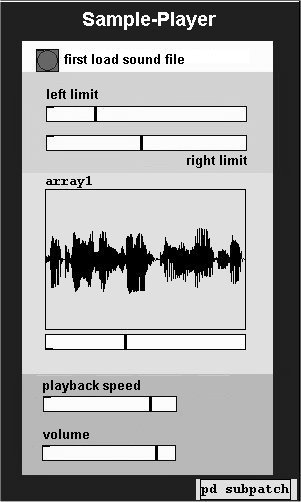 Sample-Player
first load sound file
left limit
right limit
array1
playback speed
volume
pd subpatch